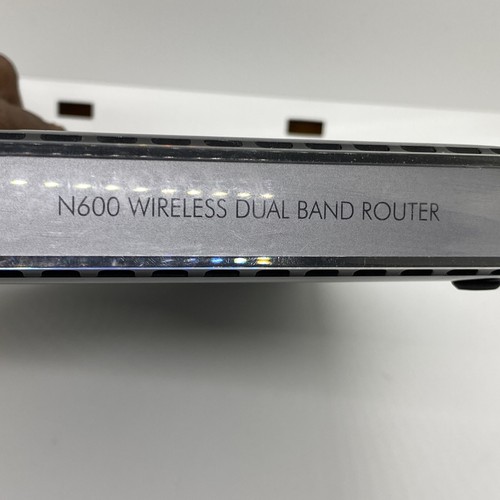 N600 WIRELESS DUAL BAND ROUTER